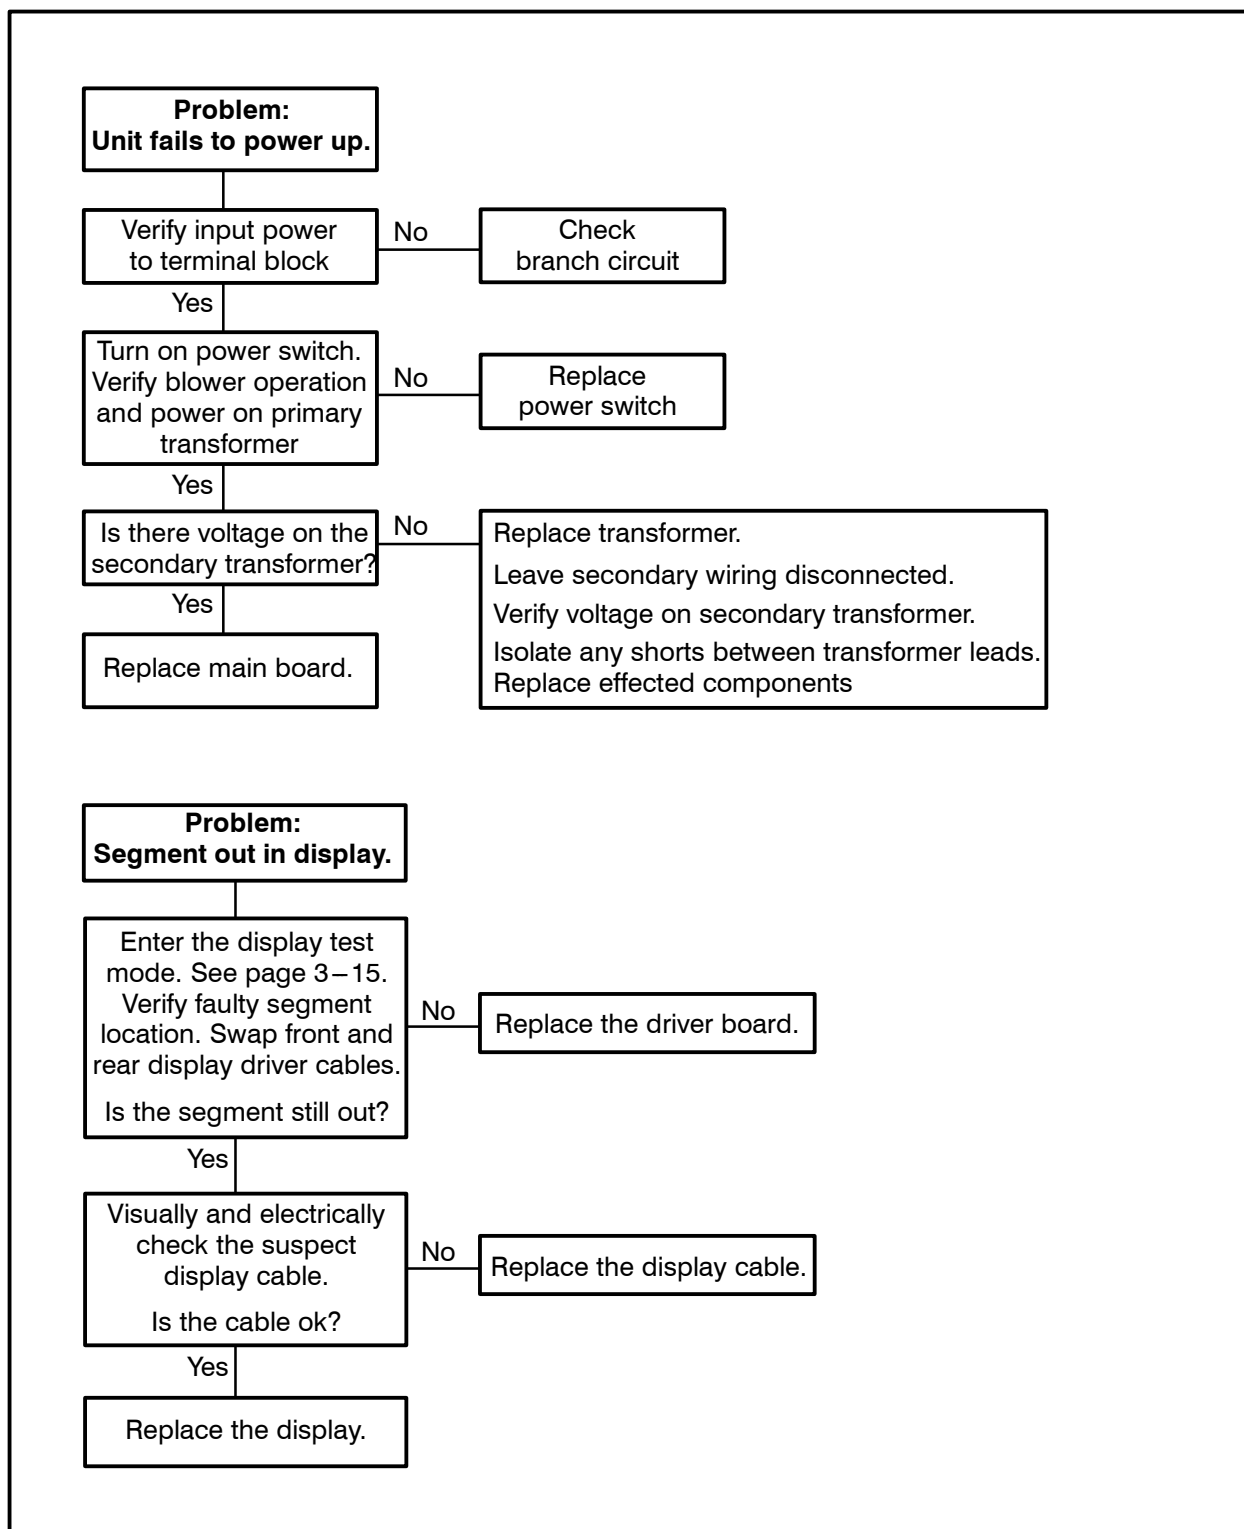 Problem:
Unit fails to power up.
Verify input power
to terminal block
No
Check
branch circuit
Yes
Turn on power switch.
Verify blower operation
and power on primary
transformer
No
Replace
power switch
Yes
Is there voltage on the
secondary transformer?
No
Replace transformer.
Leave secondary wiring disconnected.
Verify voltage on secondary transformer.
Isolate any shorts between transformer leads.
Replace effected components
Yes
Replace main board.
Problem:
Segment out in display.
Enter the display test
mode. See page 3–15.
Verify faulty segment
location. Swap front and
rear display driver cables.
Is the segment still out?
No
Replace the driver board.
Yes
Visually and electrically
check the suspect
display cable.
Is the cable ok?
No
Replace the display cable.
Yes
Replace the display.